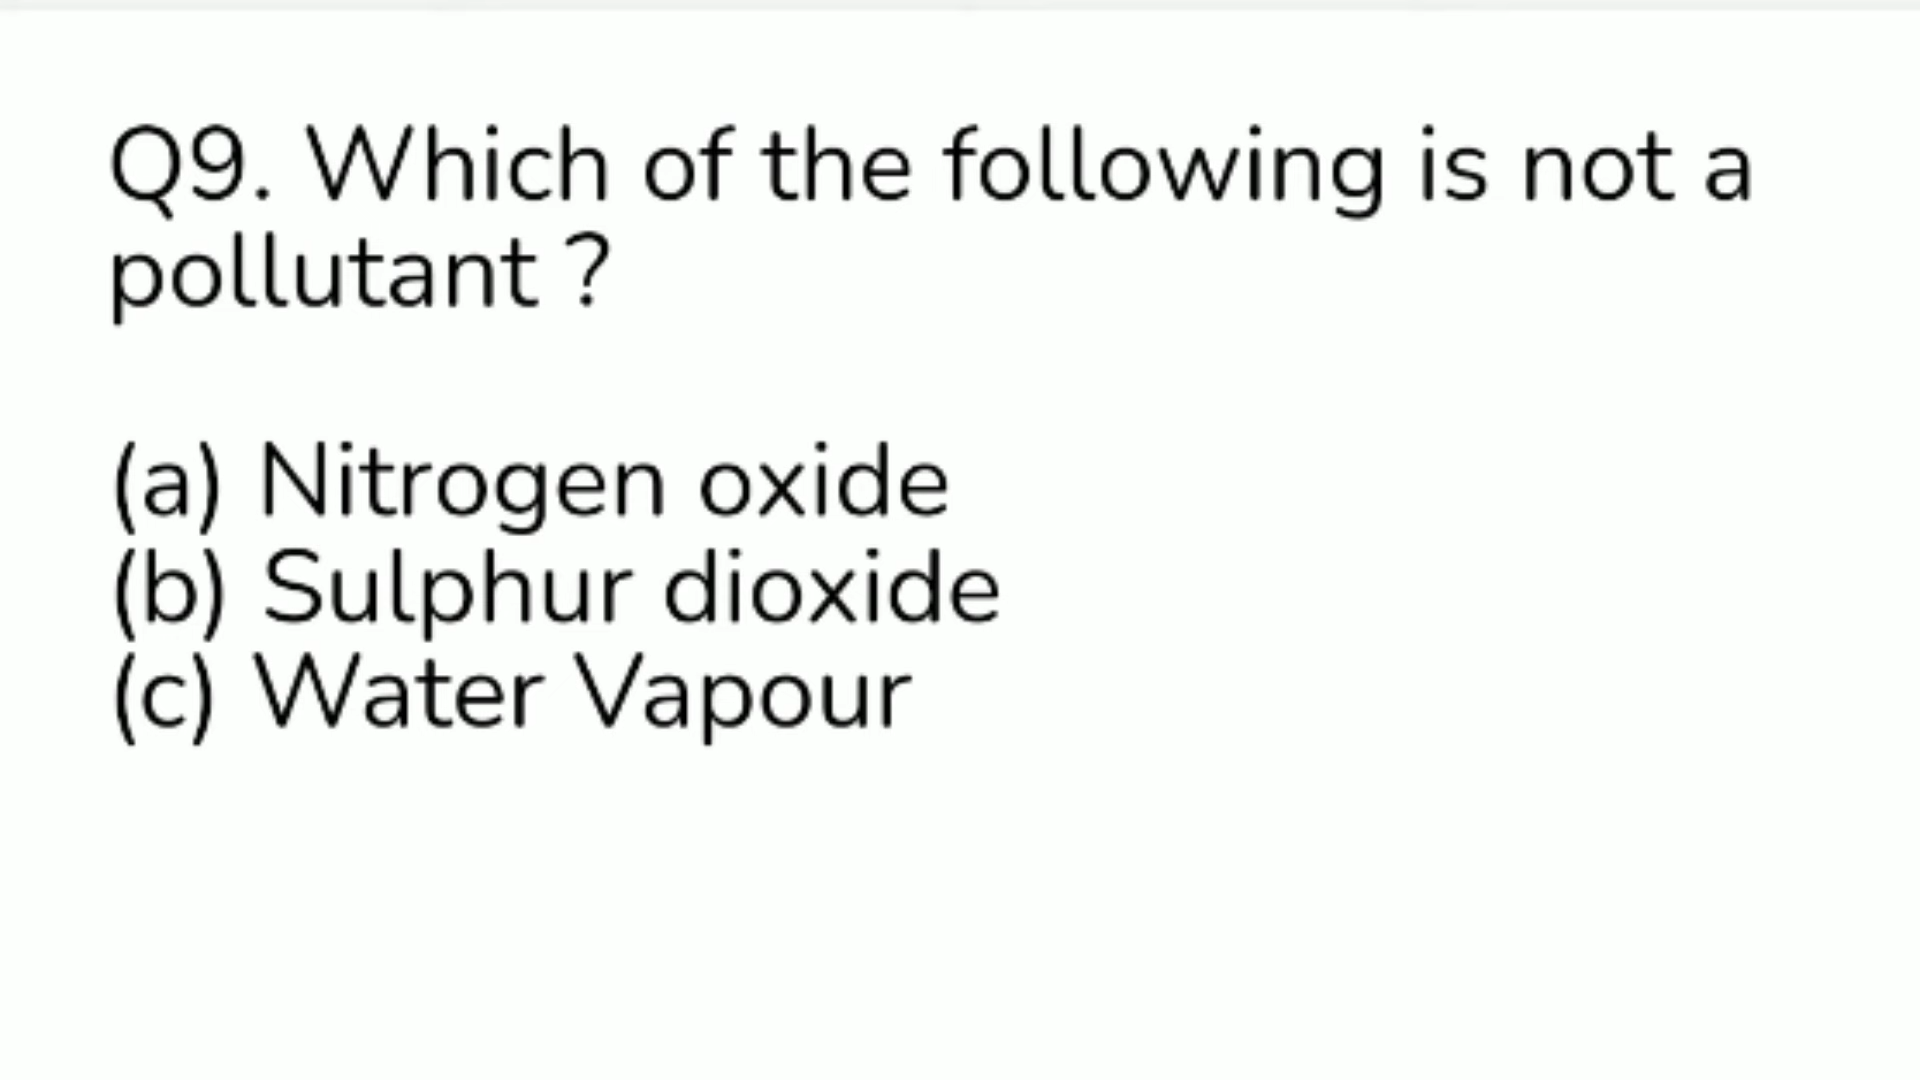 Q9. Which of the following is not a
pollutant ?
(a) Nitrogen oxide
(b) Sulphur dioxide
(c) Water Vapour